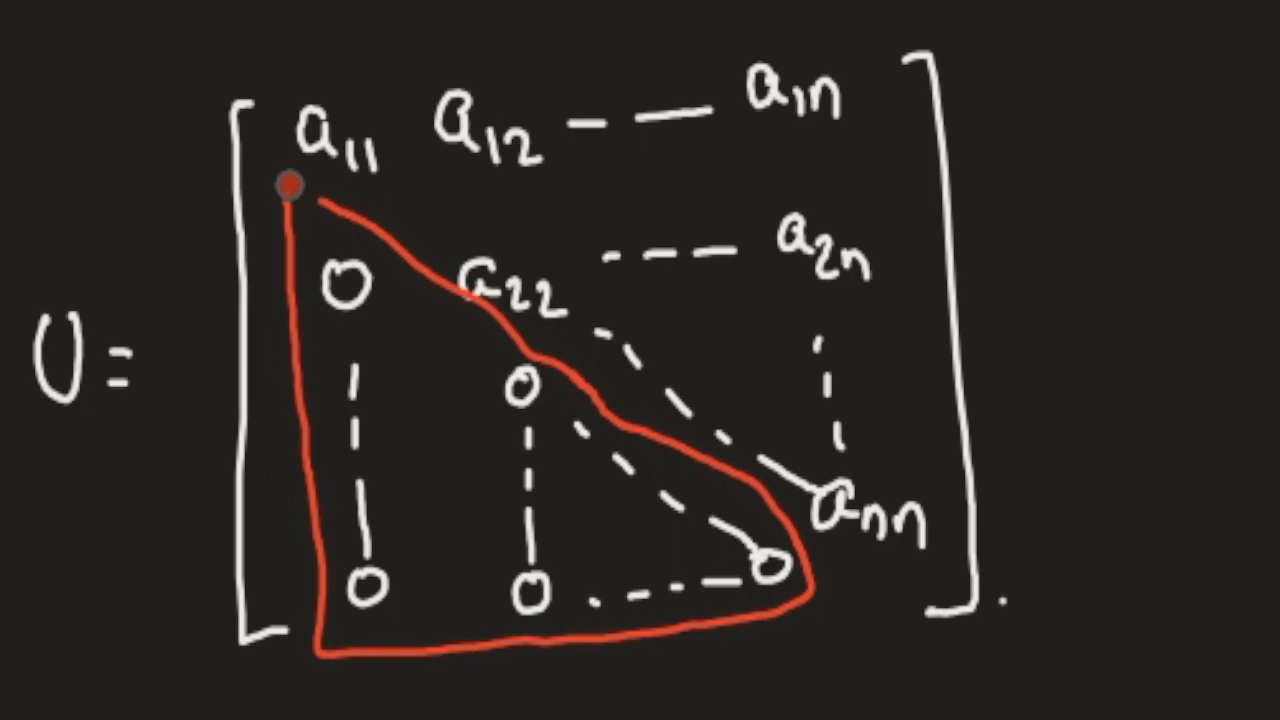 a₁₁ a₁₂ - — a₁ₙ
0 a₂₂ - - - a₂ₙ
U =
0
aₙₙ
0 0 . - - — 0 .